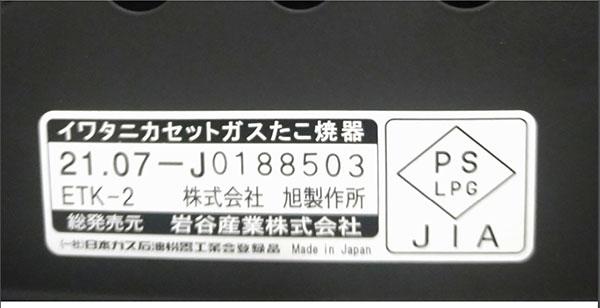 イワタニカセットガスたこ焼器
21.07-J0188503
ETK-2 株式会社 旭製作所
総発売元 岩谷産業株式会社
(一社)日本ガス石油機器工業会登録品 Made in Japan
PS
LPG
JIA